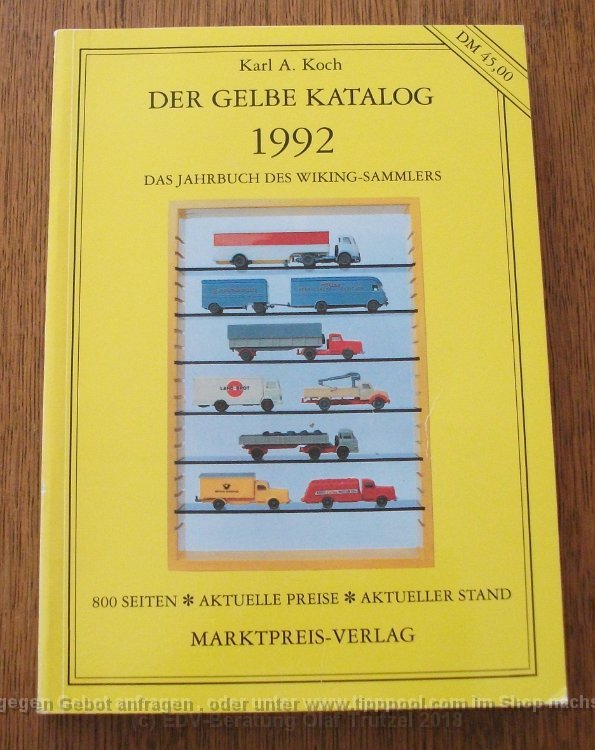 DM 45,00
Karl A. Koch
DER GELBE KATALOG
1992
DAS JAHRBUCH DES WIKING-SAMMLERS
800 SEITEN ✻ AKTUELLE PREISE ✻ AKTUELLER STAND
MARKTPREIS-VERLAG
gegen Gebot anfragen , oder unter www.tipppool.com im Shop nachs
(c) EDV-Beratung Olaf Trutzel 2018